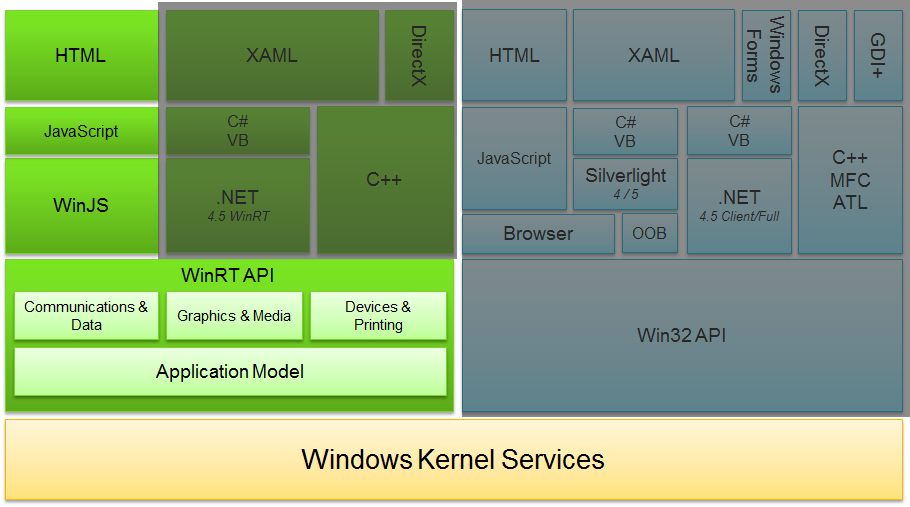 HTML
XAML
DirectX
JavaScript
C#
VB
C++
WinJS
.NET
4.5 WinRT
WinRT API
Communications &
Data
Graphics & Media
Devices &
Printing
Application Model
HTML
XAML
Windows
Forms
DirectX
GDI+
JavaScript
C#
VB
Silverlight
4 / 5
C#
VB
.NET
4.5 Client/Full
C++
MFC
ATL
Browser
OOB
Win32 API
Windows Kernel Services